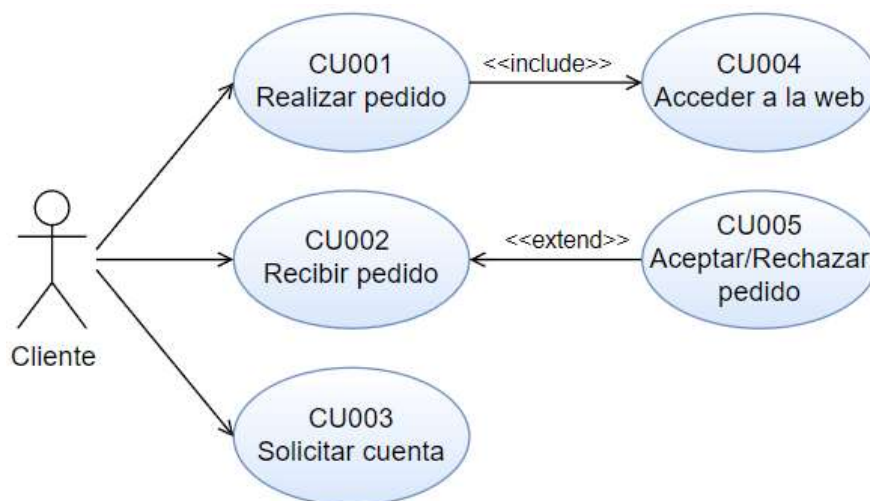 CU001
Realizar pedido
<<include>>
CU004
Acceder a la web
CU002
Recibir pedido
<<extend>>
CU005
Aceptar/Rechazar
pedido
Cliente
CU003
Solicitar cuenta